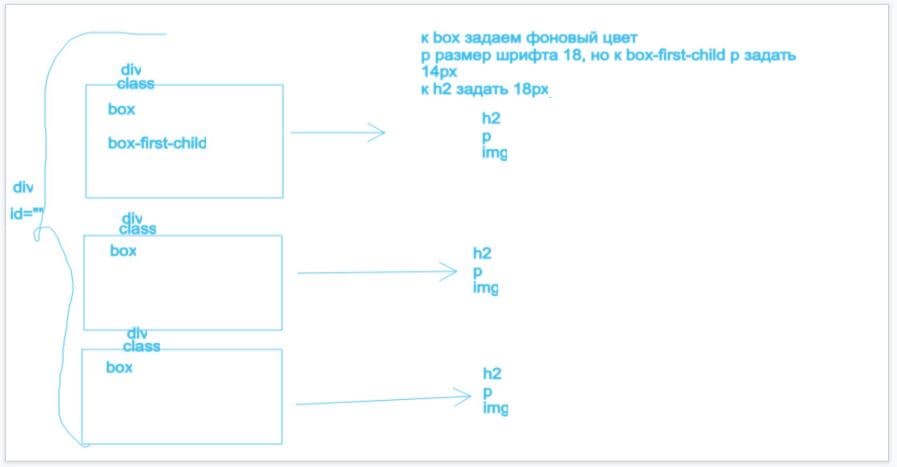 к box задаем фоновый цвет
p размер шрифта 18, но к box-first-child p задать
14px
к h2 задать 18px
div
class
box
box-first-child
h2
p
img
div
id=""
div
class
box
h2
p
img
div
class
box
h2
p
img